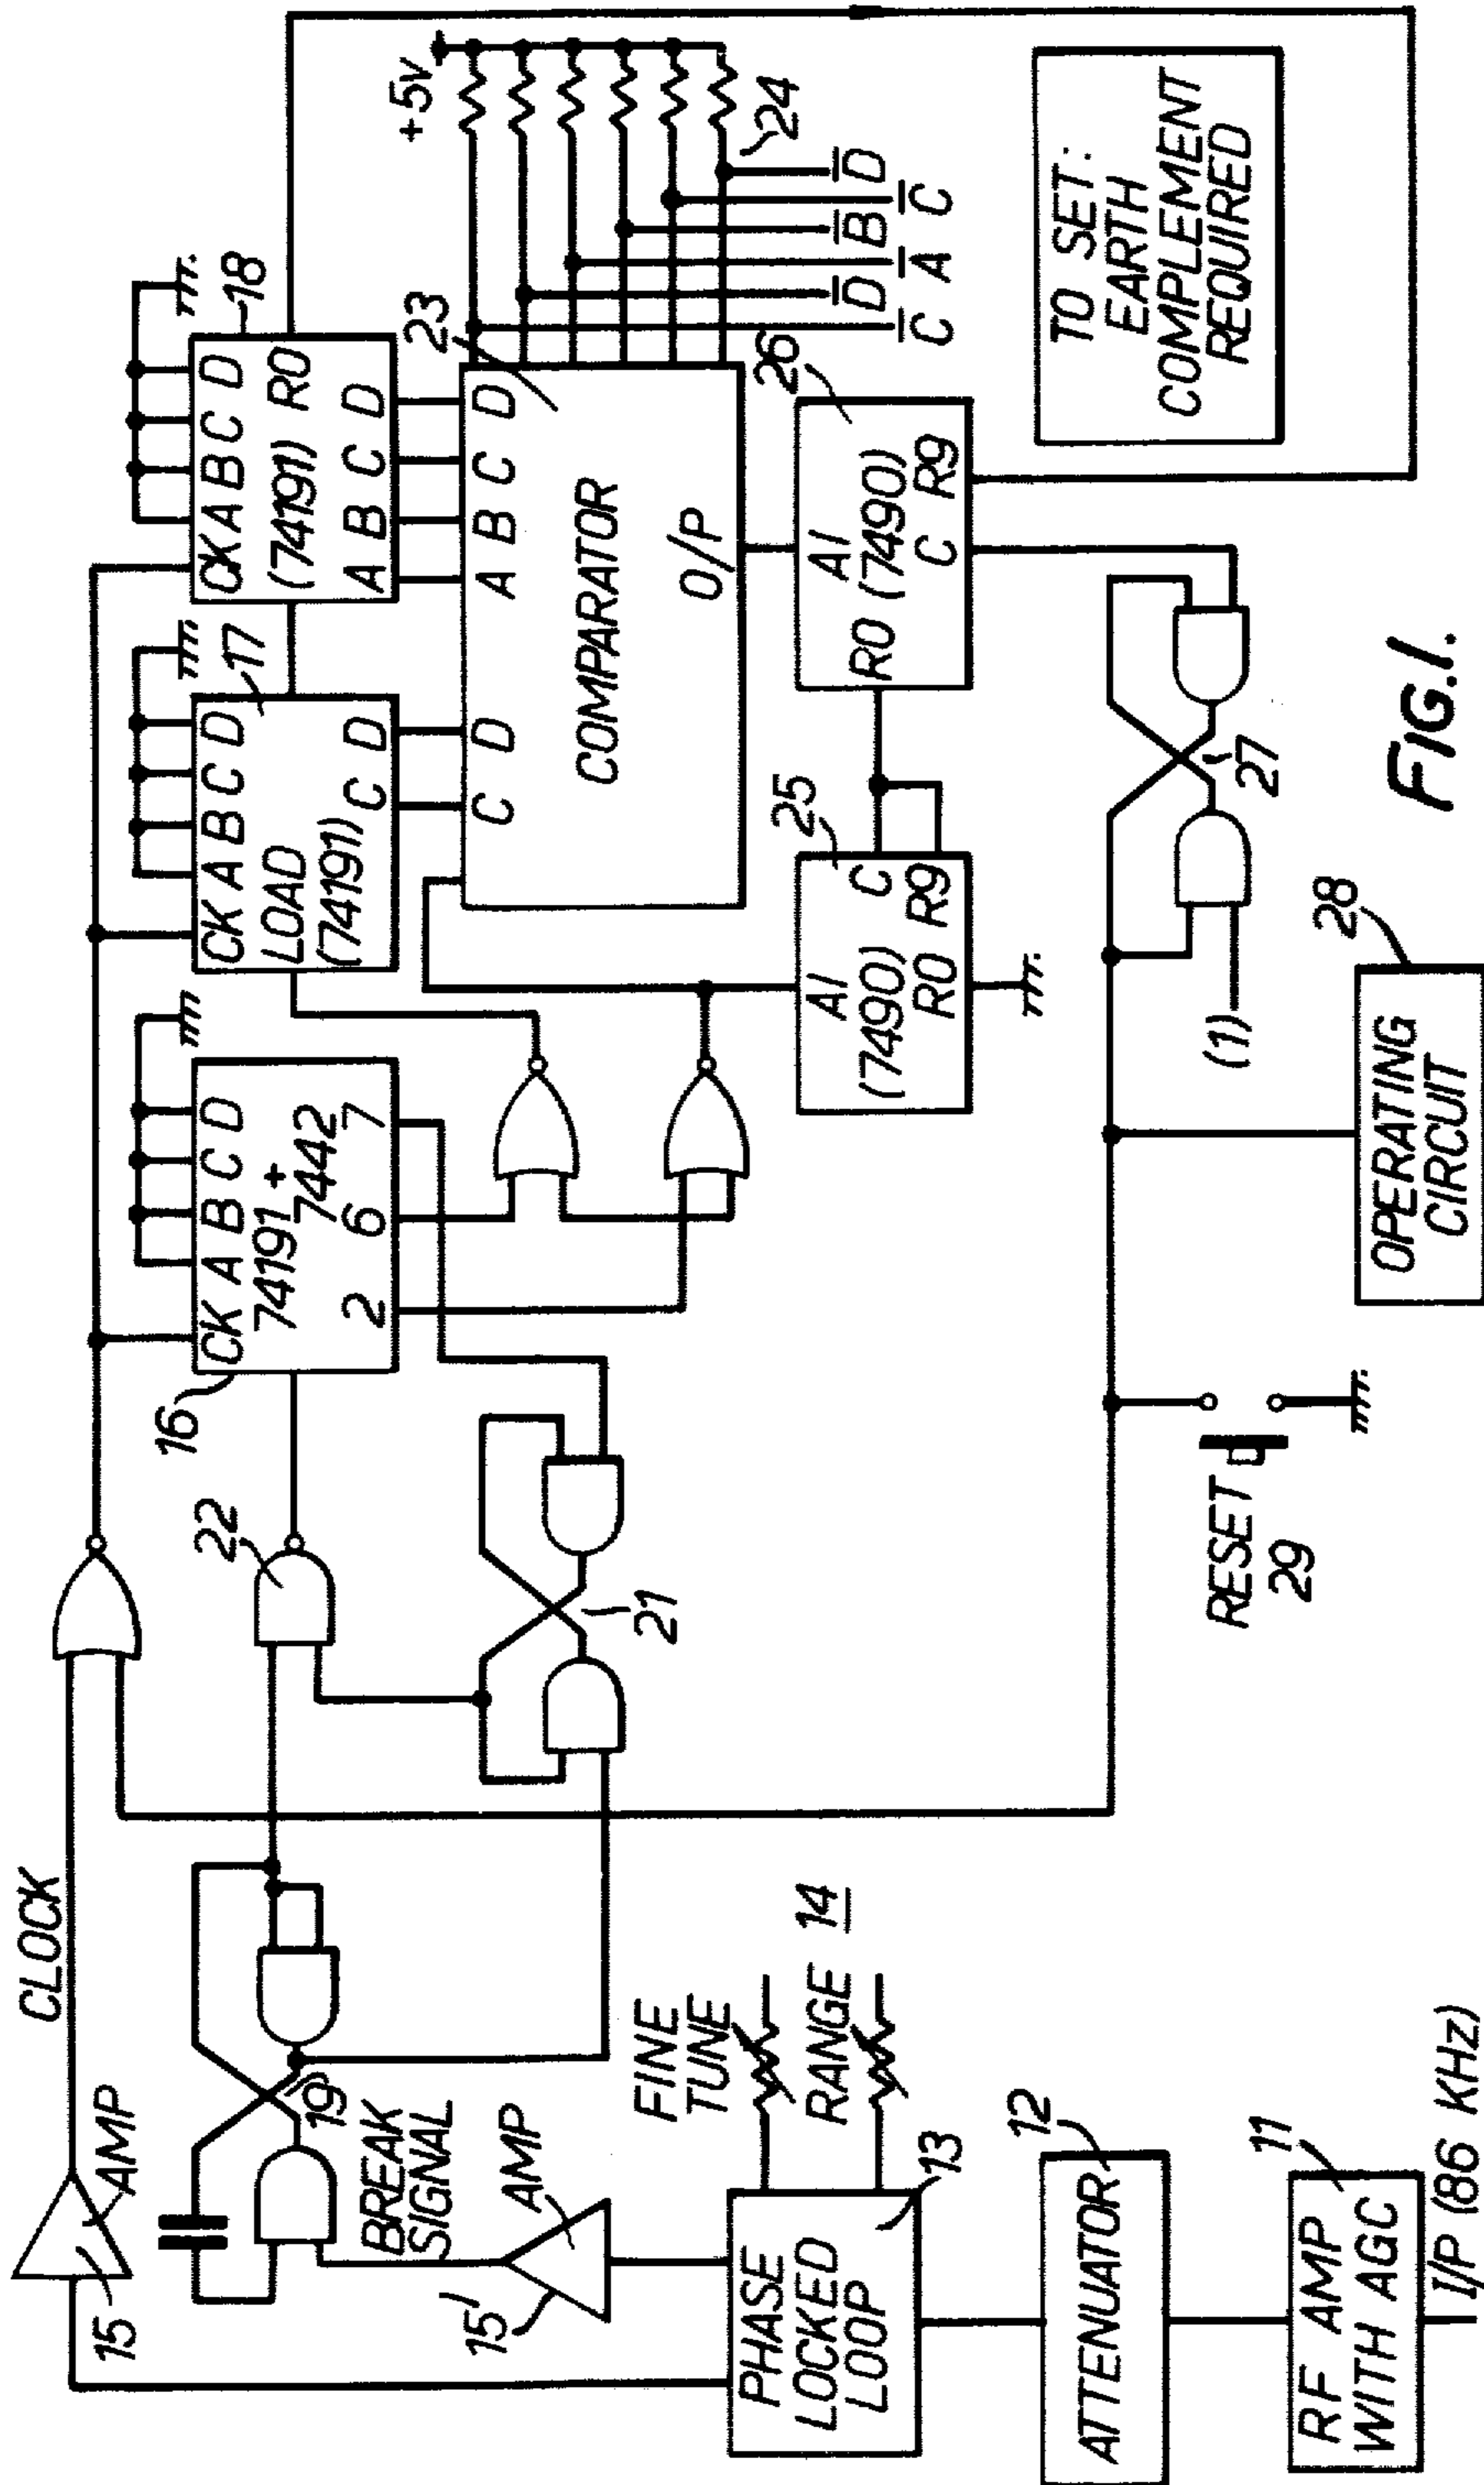 CLOCK
15
AMP
19
BREAK
SIGNAL
15
AMP
FINE
TUNE
RANGE 14
PHASE
LOCKED
LOOP
13
ATTENUATOR
12
RF AMP
WITH AGC
11
I/P (86 KHz)
22
21
16
CK A B C D
74191 +
7442
2 6 7
17
CK A B C D
LOAD
(74191)
C D
18
CK A B C D
(74191) RO
A B C D
+5v
23
C D A B C D
COMPARATOR
O/P
24
C̅ D̅ A̅ B̅ C̅ D̅
25
AI C
(7490)
RO R9
26
AI
RO (7490)
C R9
TO SET:
EARTH
COMPLEMENT
REQUIRED
27
(1)
RESET
29
OPERATING
CIRCUIT
28
FIG.1.